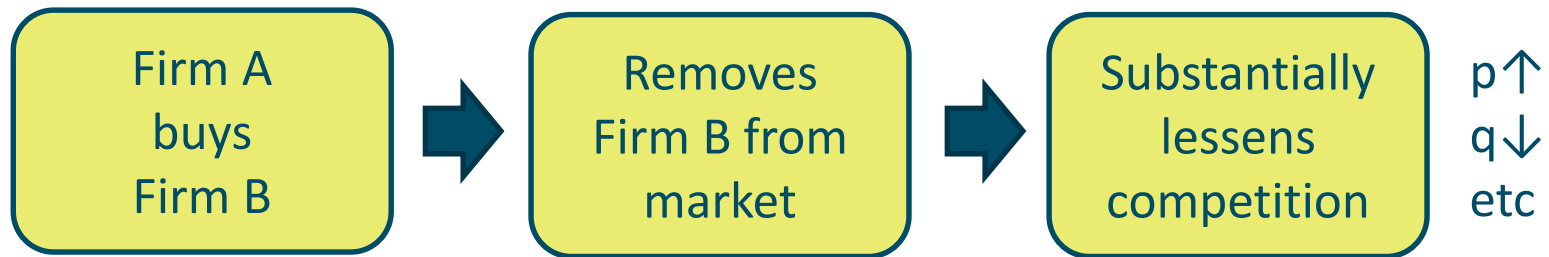 Firm A
buys
Firm B
Removes
Firm B from
market
Substantially
lessens
competition
p↑
q↓
etc